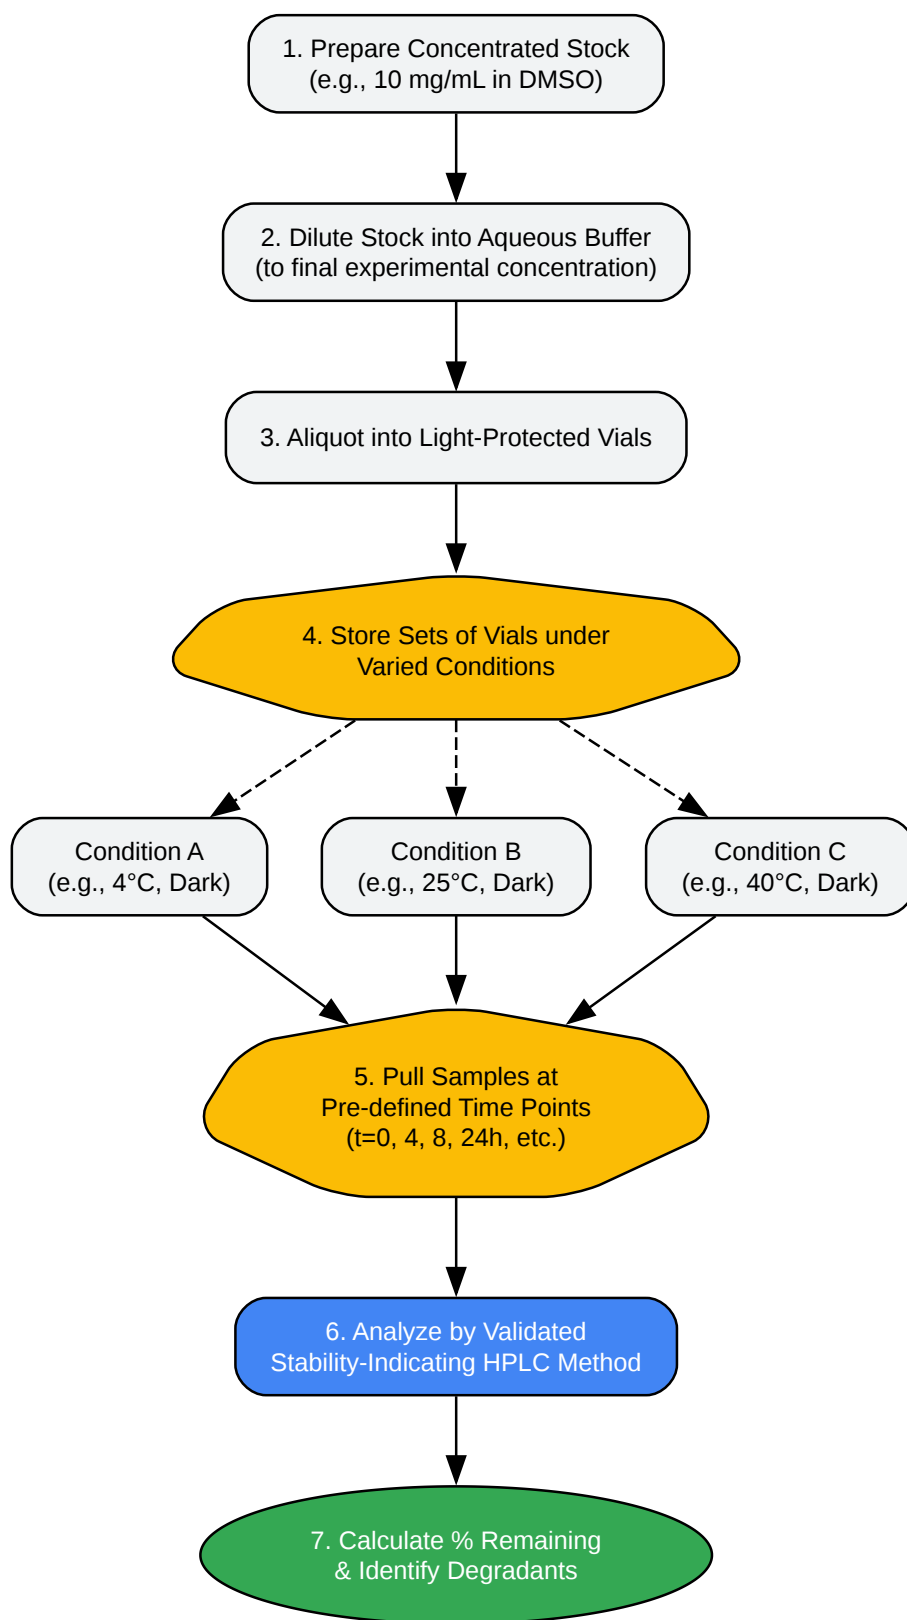 1. Prepare Concentrated Stock
(e.g., 10 mg/mL in DMSO)
2. Dilute Stock into Aqueous Buffer
(to final experimental concentration)
3. Aliquot into Light-Protected Vials
4. Store Sets of Vials under
Varied Conditions
Condition A
(e.g., 4°C, Dark)
Condition B
(e.g., 25°C, Dark)
Condition C
(e.g., 40°C, Dark)
5. Pull Samples at
Pre-defined Time Points
(t=0, 4, 8, 24h, etc.)
6. Analyze by Validated
Stability-Indicating HPLC Method
7. Calculate % Remaining
& Identify Degradants